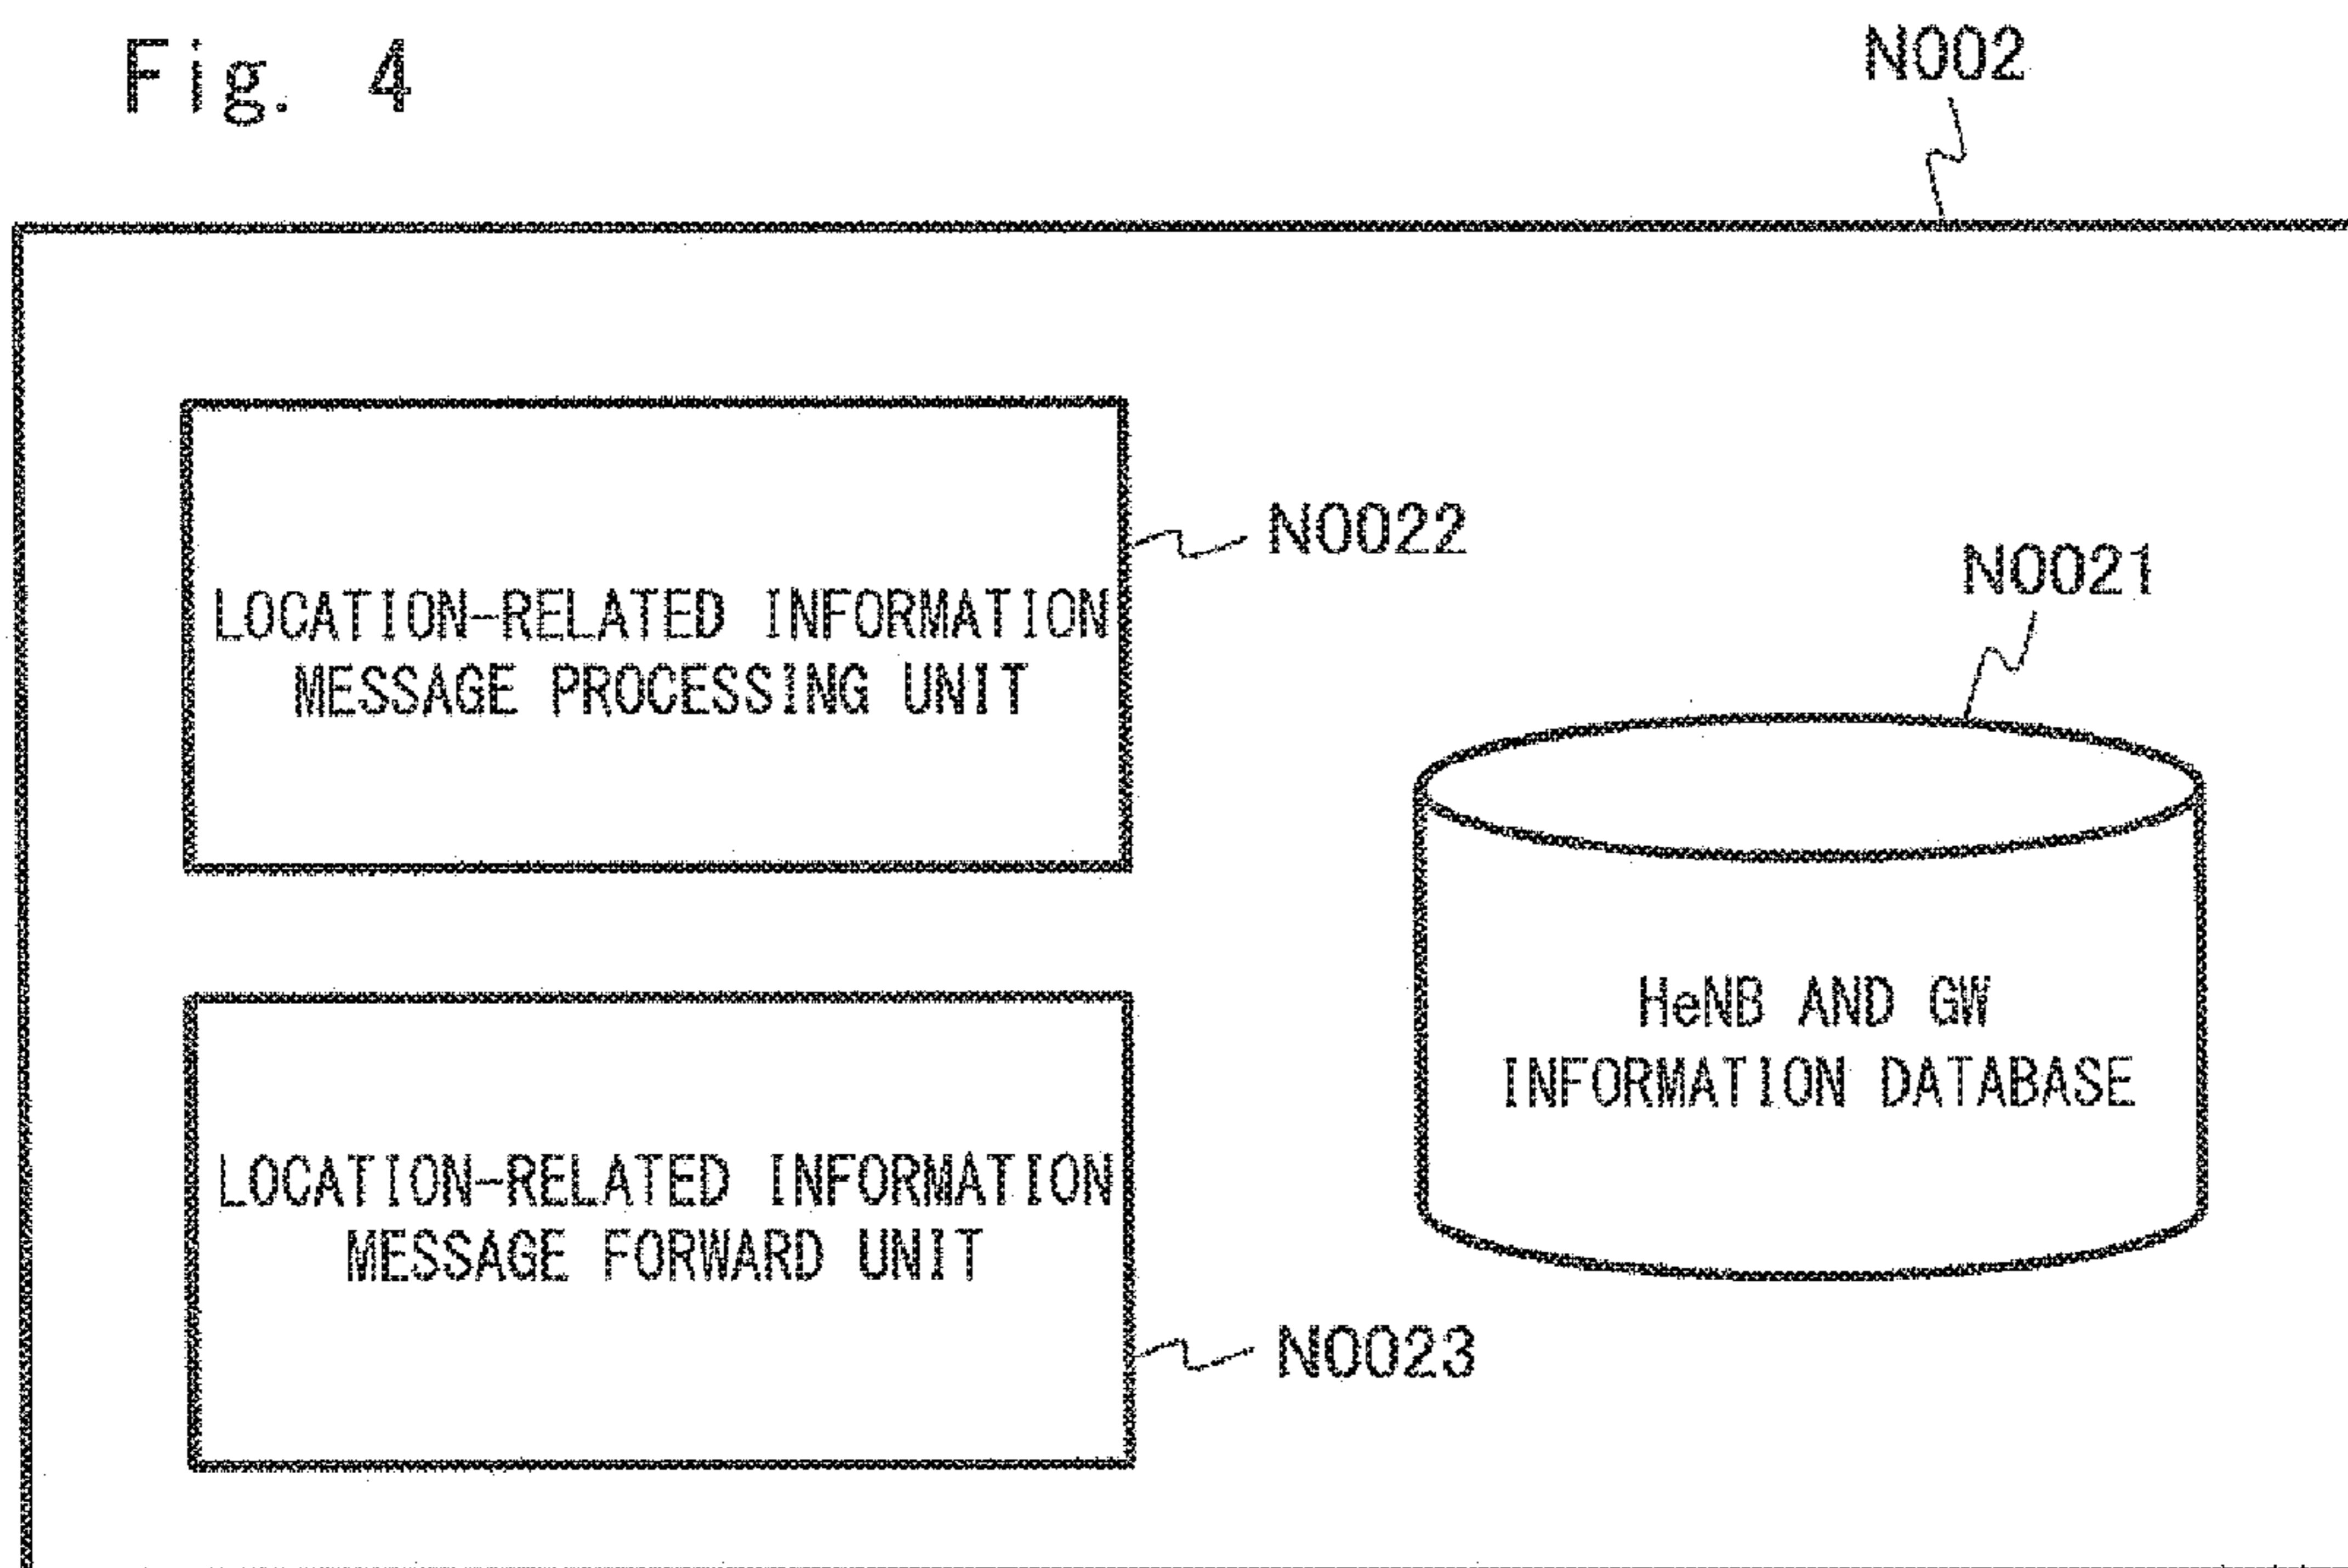 Fig. 4
N002
N0022
LOCATION-RELATED INFORMATION
MESSAGE PROCESSING UNIT
N0021
HeNB AND GW
INFORMATION DATABASE
LOCATION-RELATED INFORMATION
MESSAGE FORWARD UNIT
N0023